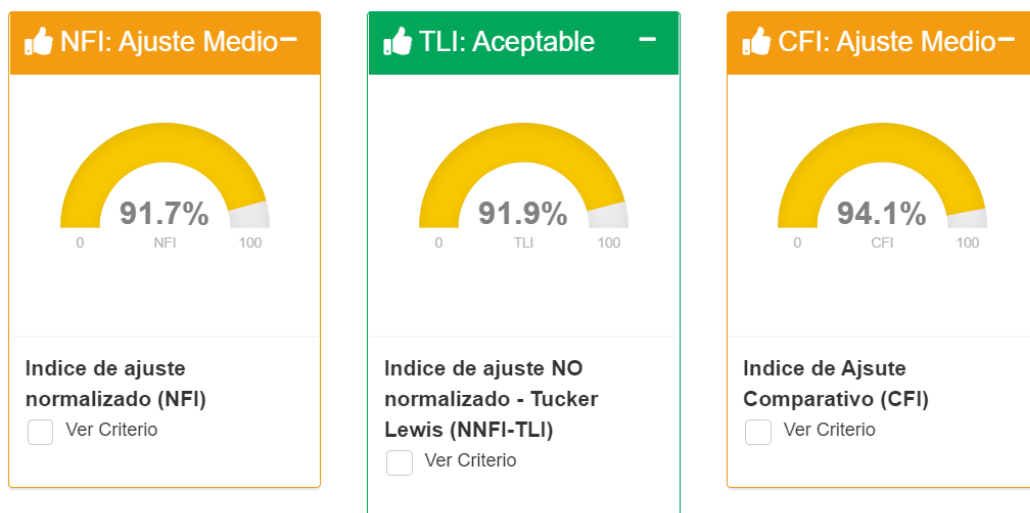 NFI: Ajuste Medio
91.7%
0 NFI 100
Indice de ajuste
normalizado (NFI)
Ver Criterio
TLI: Aceptable
91.9%
0 TLI 100
Indice de ajuste NO
normalizado - Tucker
Lewis (NNFI-TLI)
Ver Criterio
CFI: Ajuste Medio
94.1%
0 CFI 100
Indice de Ajsute
Comparativo (CFI)
Ver Criterio